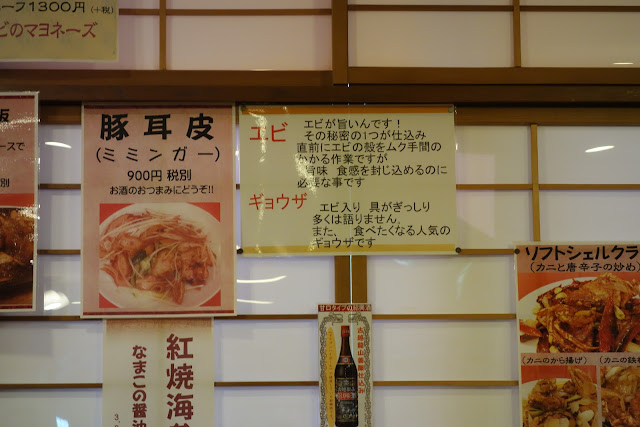 ープ1300円(+税)
ビのマヨネーズ
豚耳皮
(ミミンガー)
900円 税別
お酒のおつまみにどうぞ!!
エビ
エビが旨いんです!
その秘密の1つが仕込み
直前にエビの殻をムク手間の
かかる作業ですが
旨味 食感を封じ込めるのに
必要な事です
ギョウザ
エビ入り 具がぎっしり
多くは語りません。
また、 食べたくなる人気の
ギョウザです
ースで
税別
紅焼海
なまこの醤油
ソフトシェルクラ
(カニと唐辛子の炒め
(カニのから揚げ)